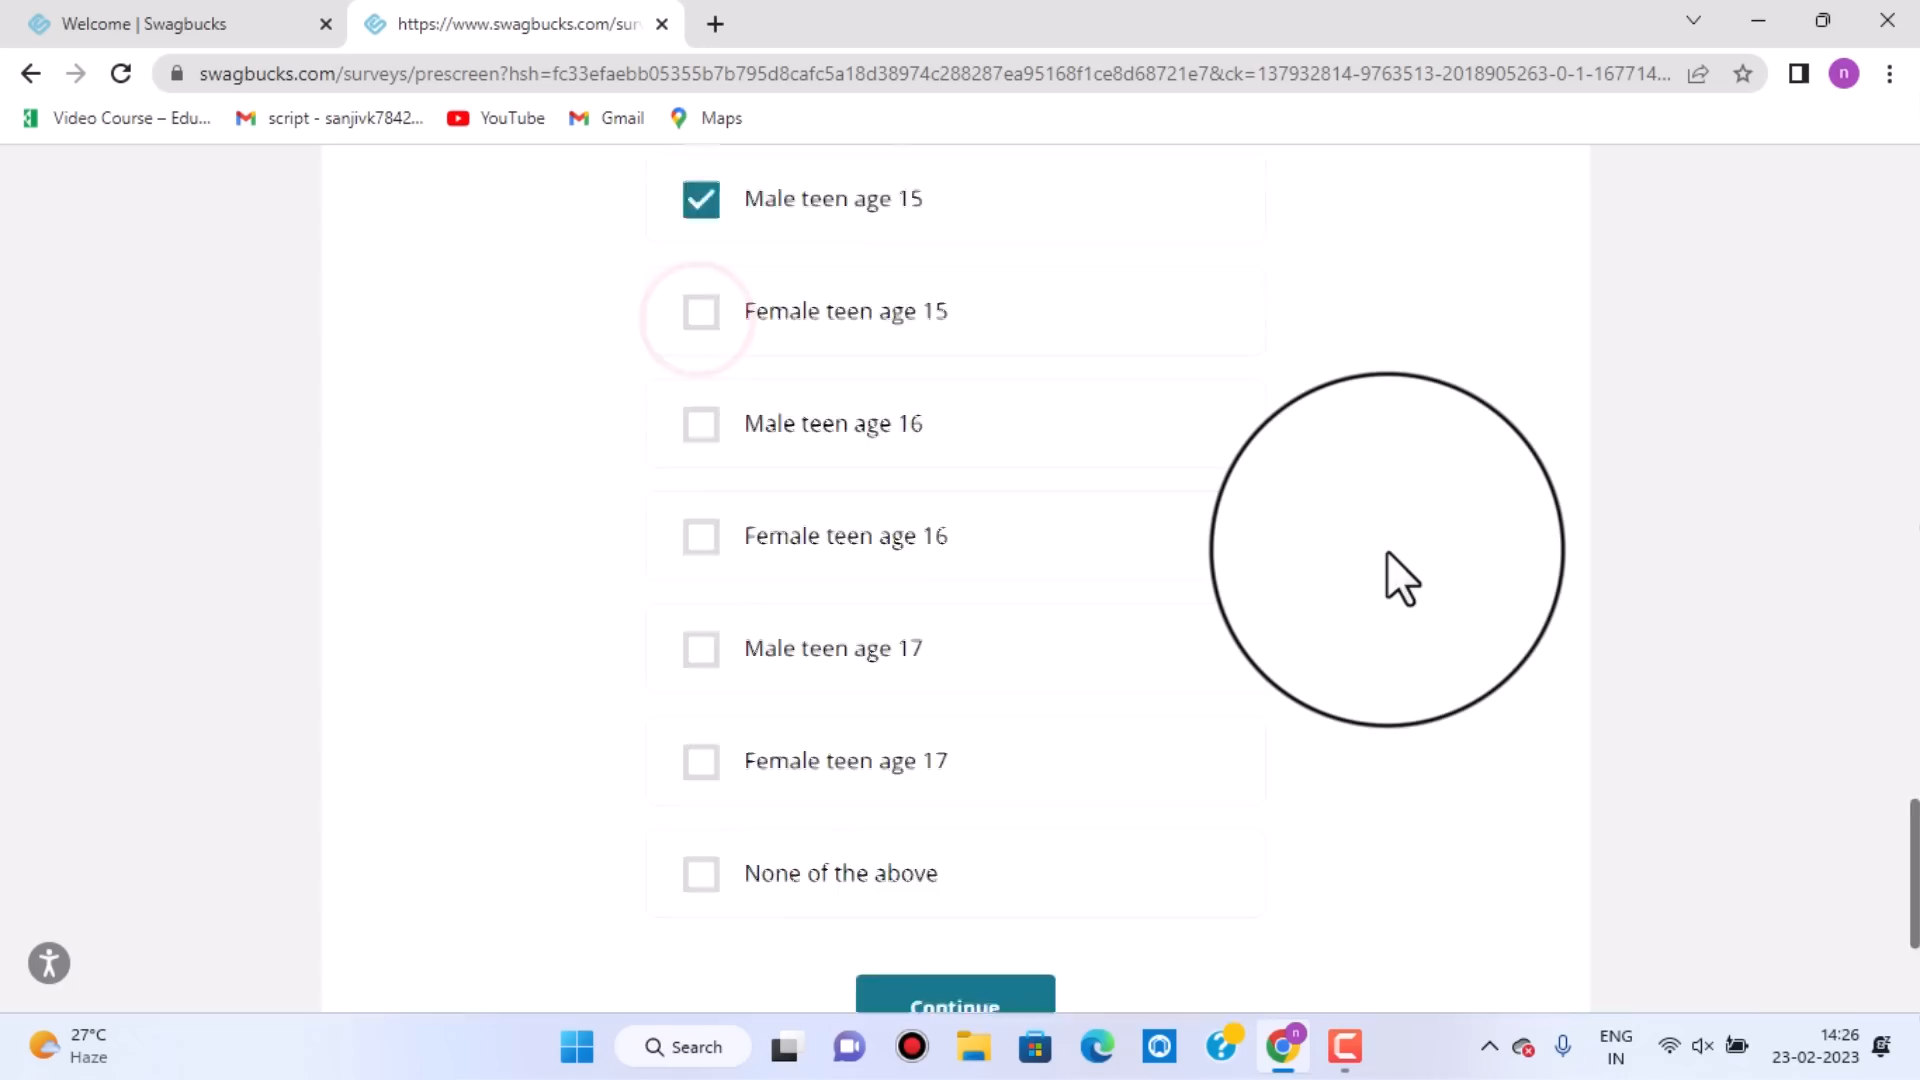 Welcome | Swagbucks
https://www.swagbucks.com/sur
swagbucks.com/surveys/prescreen?hsh=fc33efaebb05355b7b795d8cafc5a18d38974c288287ea95168f1ce8d68721e7&ck=137932814-9763513-2018905263-0-1-167714...
n
Video Course – Edu...
script - sanjivk7842...
YouTube
Gmail
Maps
Male teen age 15
Female teen age 15
Male teen age 16
Female teen age 16
Male teen age 17
Female teen age 17
None of the above
Continue
27°C
Haze
Search
n
ENG
IN
14:26
23-02-2023